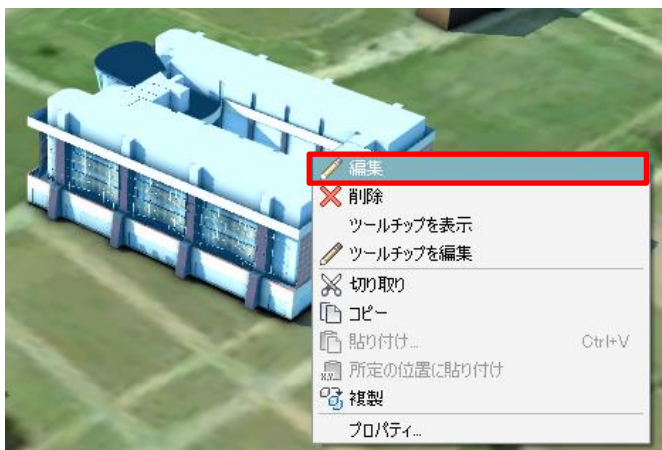 編集
削除
ツールチップを表示
ツールチップを編集
切り取り
コピー
貼り付け... Ctrl+V
所定の位置に貼り付け
複製
プロパティ...